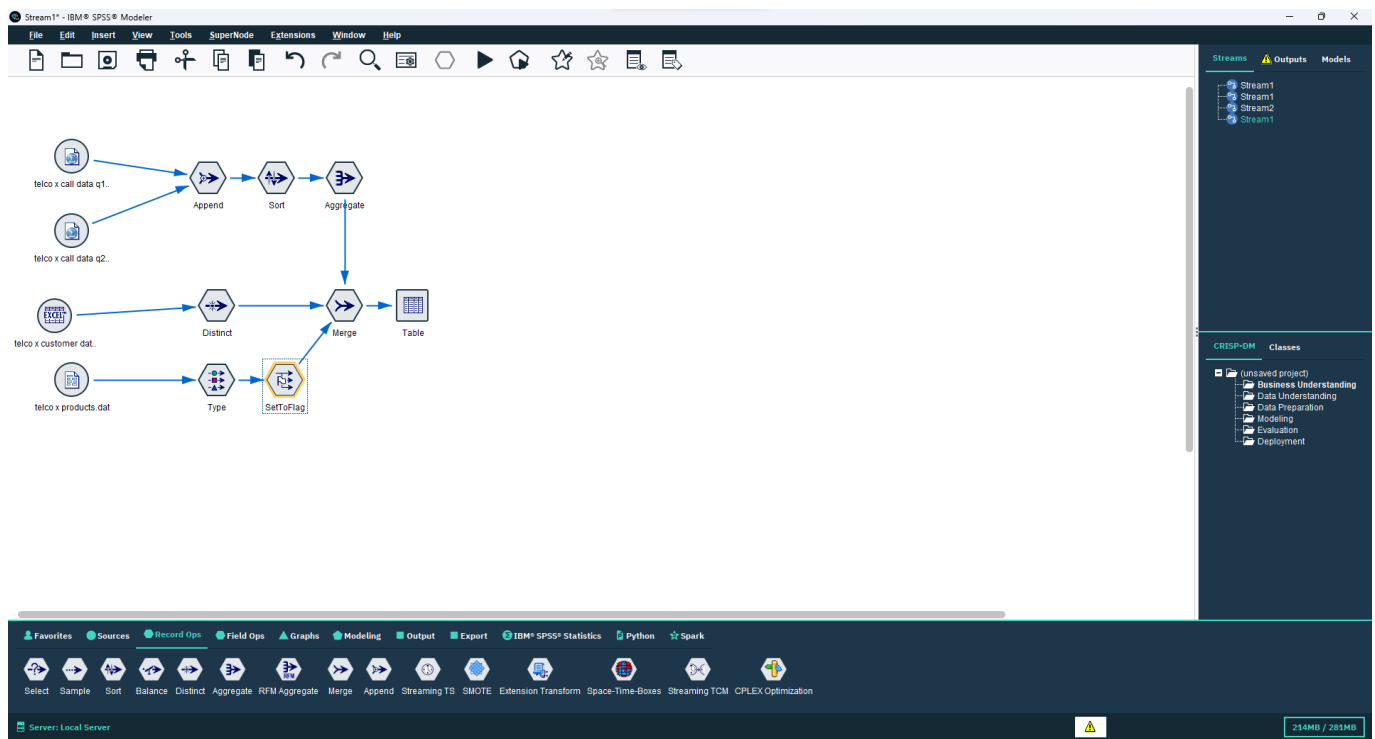 Stream1* - IBM® SPSS® Modeler
File Edit Insert View Tools SuperNode Extensions Window Help
Streams Outputs Models
Stream1
Stream1
Stream2
Stream1
telco x call data q1..
Append Sort Aggregate
telco x call data q2..
EXCEL
Distinct Merge Table
telco x customer dat..
telco x products.dat Type SetToFlag
CRISP-DM Classes
(unsaved project)
Business Understanding
Data Understanding
Data Preparation
Modeling
Evaluation
Deployment
Favorites Sources Record Ops Field Ops Graphs Modeling Output Export IBM® SPSS® Statistics Python Spark
RFM
Select Sample Sort Balance Distinct Aggregate RFM Aggregate Merge Append Streaming TS SMOTE Extension Transform Space-Time-Boxes Streaming TCM CPLEX Optimization
Server: Local Server 214MB / 281MB